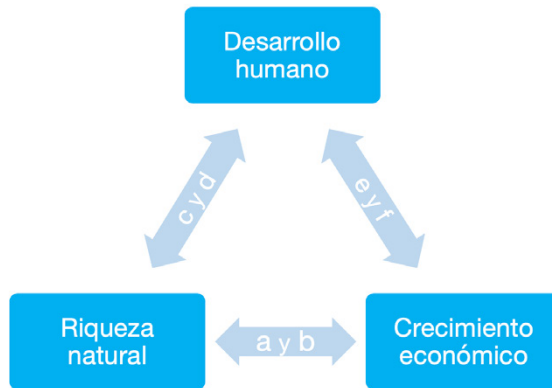 Desarrollo
humano
c y d
e y f
Riqueza
natural
a y b
Crecimiento
económico